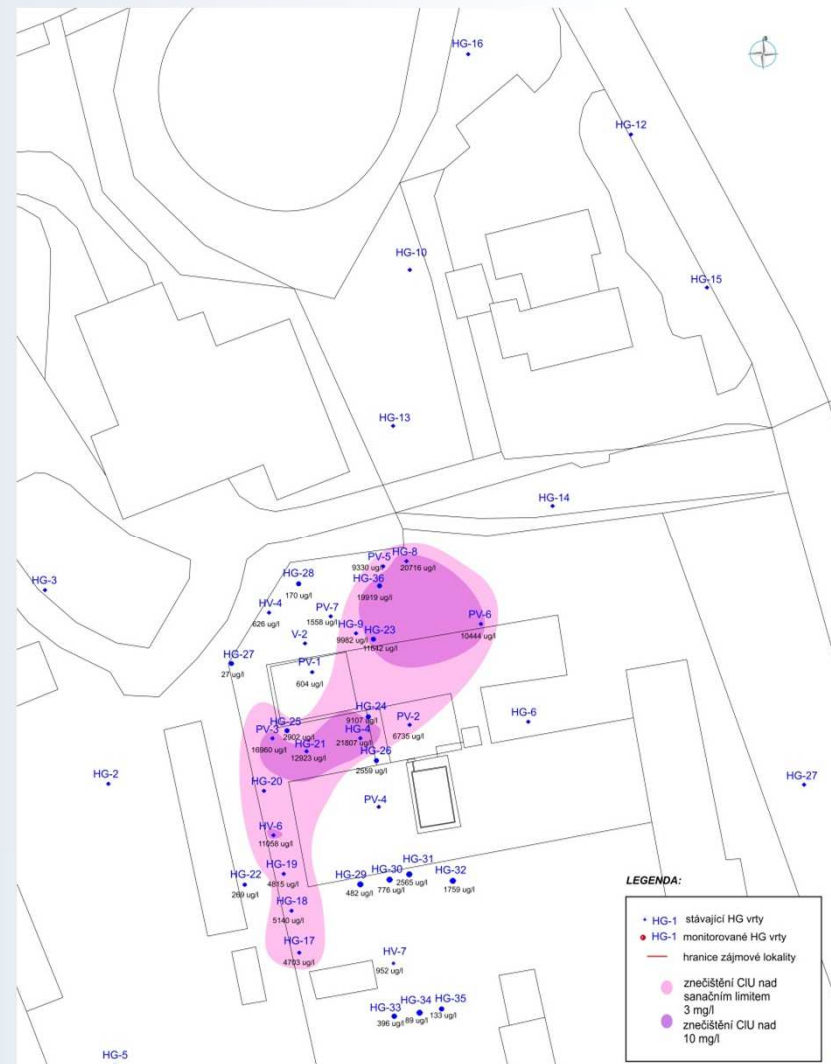 HG-16
HG-12
HG-10
HG-15
HG-13
HG-14
HG-3
HG-28
170 ug/l
PV-5
9330 ug/l
HG-8
20716 ug/l
HG-36
19919 ug/l
HV-4
626 ug/l
PV-7
1558 ug/l
HG-9
9982 ug/l
HG-23
11642 ug/l
PV-6
10444 ug/l
V-2
HG-27
27 ug/l
PV-1
604 ug/l
HG-24
9107 ug/l
PV-2
6735 ug/l
HG-6
HG-25
2902 ug/l
PV-3
16960 ug/l
HG-21
12923 ug/l
HG-4
21807 ug/l
HG-26
2559 ug/l
HG-2
HG-20
PV-4
HG-27
HV-6
11058 ug/l
HG-19
4815 ug/l
HG-22
269 ug/l
HG-29
482 ug/l
HG-30
776 ug/l
HG-31
2565 ug/l
HG-32
1759 ug/l
HG-18
5140 ug/l
HG-17
4703 ug/l
HV-7
952 ug/l
HG-33
396 ug/l
HG-34
89 ug/l
HG-35
133 ug/l
HG-5
LEGENDA:
HG-1 stávající HG vrty
HG-1 monitorované HG vrty
hranice zájmové lokality
znečištění ClU nad
sanačním limitem
3 mg/l
znečištění ClU nad
10 mg/l